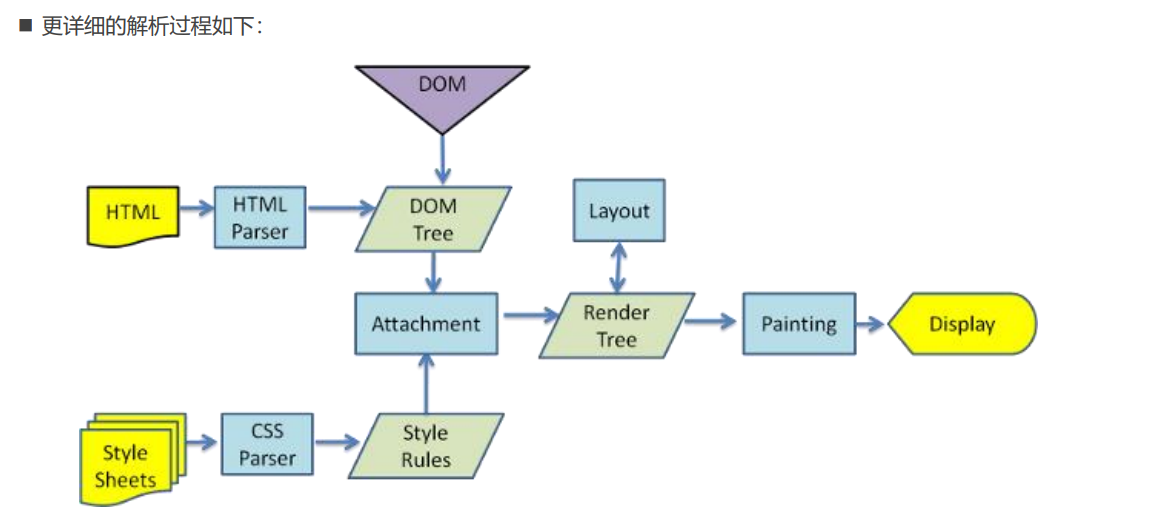 ■ 更详细的解析过程如下：
DOM
HTML
HTML
Parser
DOM
Tree
Layout
Attachment
Render
Tree
Painting
Display
Style
Sheets
CSS
Parser
Style
Rules